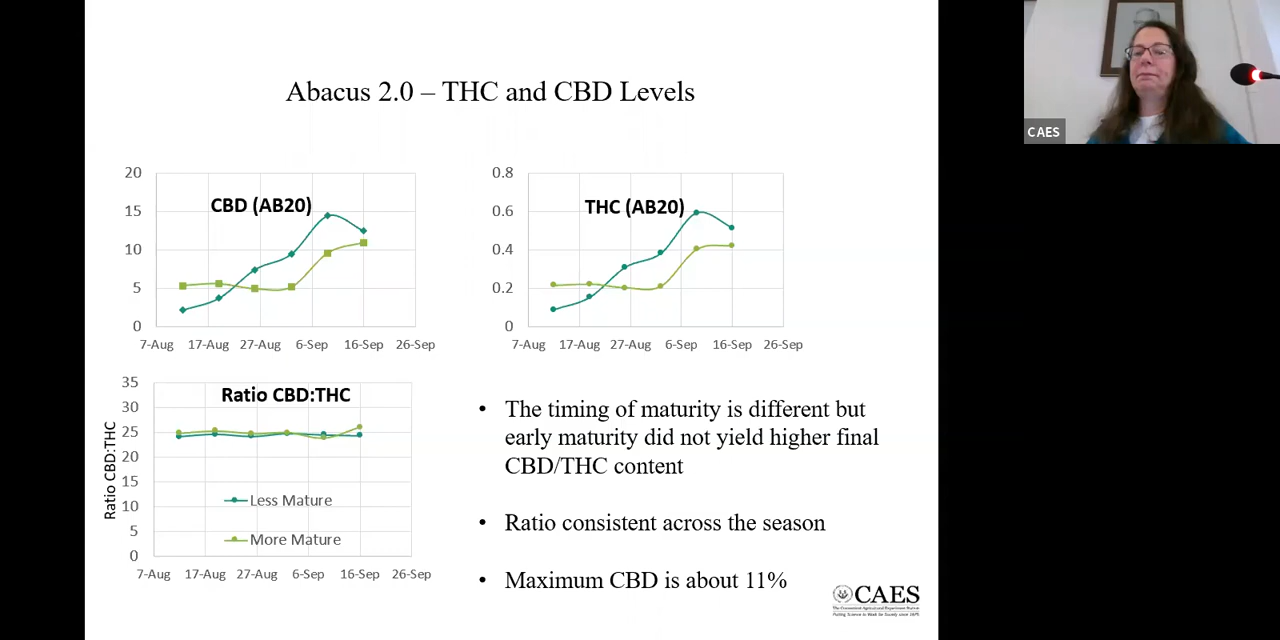 Abacus 2.0 – THC and CBD Levels
CAES
CBD (AB20)
20
15
10
5
0
7-Aug 17-Aug 27-Aug 6-Sep 16-Sep 26-Sep
THC (AB20)
0.8
0.6
0.4
0.2
0
7-Aug 17-Aug 27-Aug 6-Sep 16-Sep 26-Sep
Ratio CBD:THC
Ratio CBD:THC
35
30
25
20
15
10
5
0
Less Mature
More Mature
7-Aug 17-Aug 27-Aug 6-Sep 16-Sep 26-Sep
• The timing of maturity is different but
early maturity did not yield higher final
CBD/THC content
• Ratio consistent across the season
• Maximum CBD is about 11%
CAES